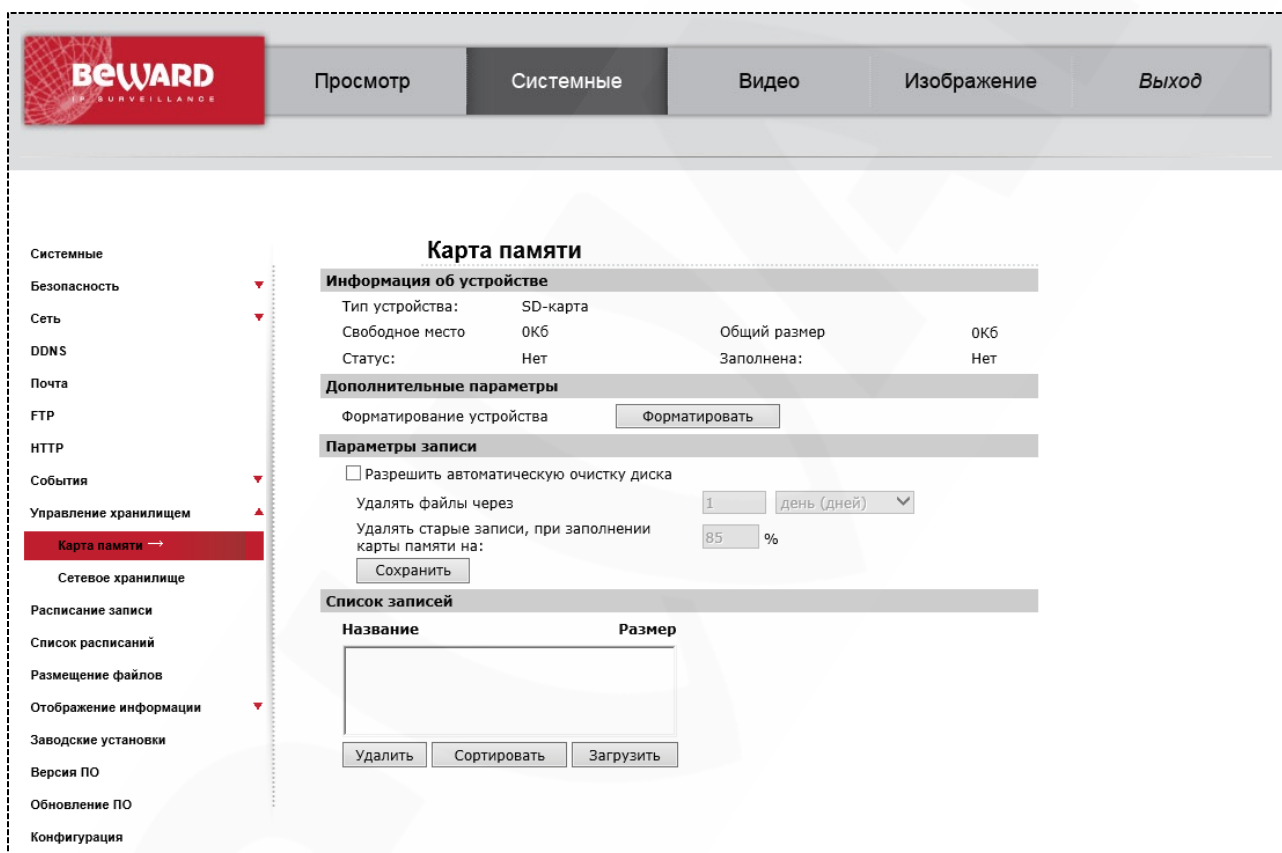 BEWARD
IP SURVEILLANCE
Просмотр
Системные
Видео
Изображение
Выход
Системные
Безопасность
Сеть
DDNS
Почта
FTP
HTTP
События
Управление хранилищем
Карта памяти →
Сетевое хранилище
Расписание записи
Список расписаний
Размещение файлов
Отображение информации
Заводские установки
Версия ПО
Обновление ПО
Конфигурация
Карта памяти
Информация об устройстве
Тип устройства: SD-карта
Свободное место 0Кб Общий размер 0Кб
Статус: Нет Заполнена: Нет
Дополнительные параметры
Форматирование устройства Форматировать
Параметры записи
Разрешить автоматическую очистку диска
Удалять файлы через 1 день (дней)
Удалять старые записи, при заполнении
карты памяти на: 85 %
Сохранить
Список записей
Название Размер
Удалить Сортировать Загрузить